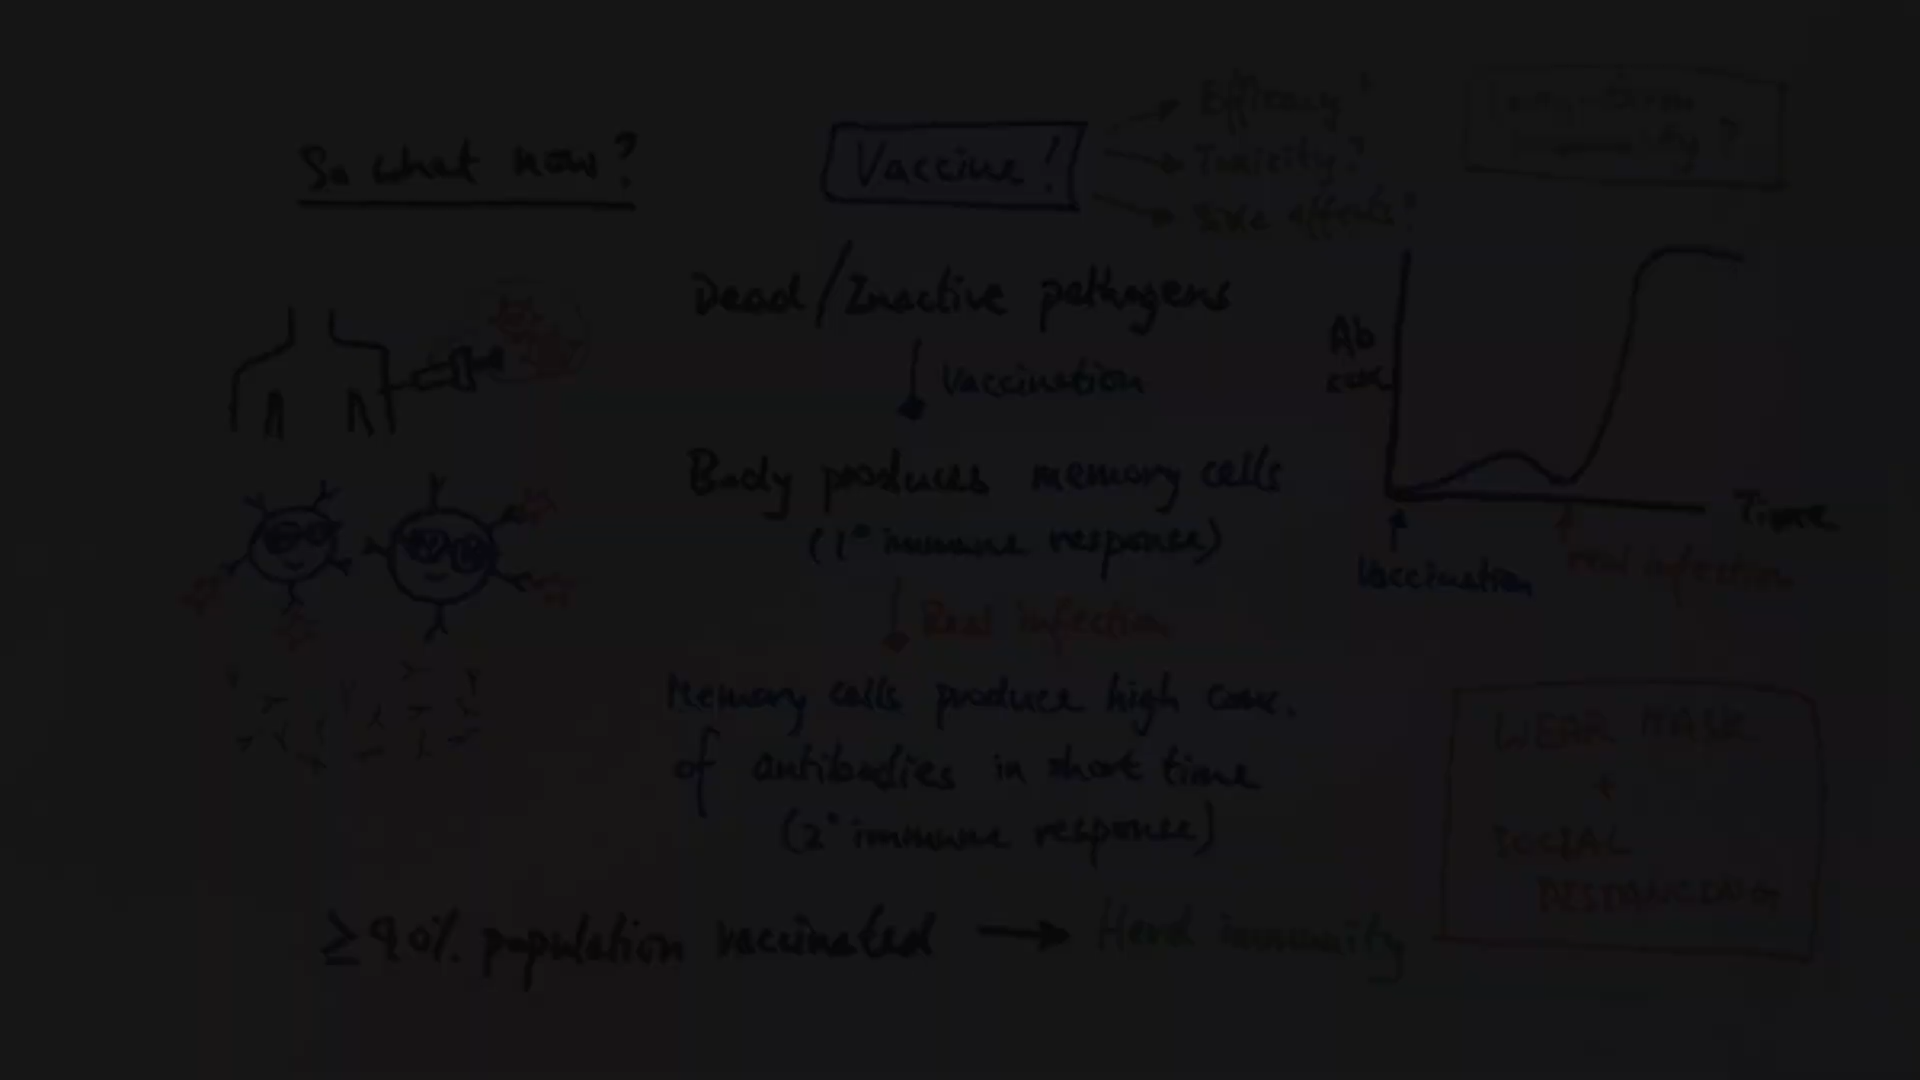 So what now?
Vaccine!
Efficacy?
Toxicity?
Side effects?
Long-term
immunity?
Dead/Inactive pathogens
Vaccination
Body produces memory cells
(1° immune response)
Real infection
Memory cells produce high conc.
of antibodies in short time
(2° immune response)
≥90% population vaccinated → Herd immunity
Ab
conc.
Time
Vaccination
real infection
WEAR MASK
+
SOCIAL
DISTANCING